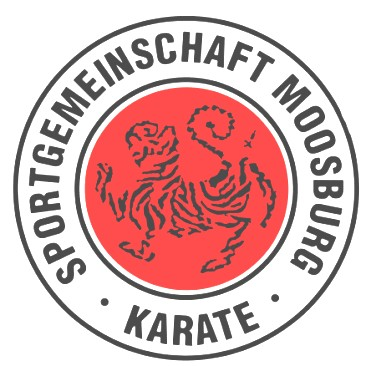 SPORTGEMEINSCHAFT MOOSBURG
· KARATE ·